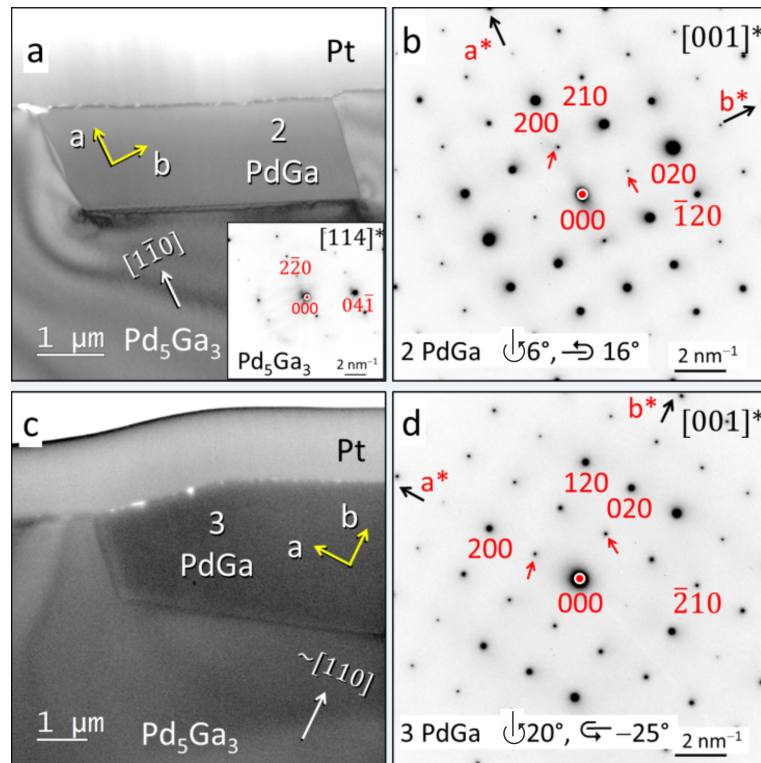 a
Pt
a
b
2
PdGa
[11̅0]
1 μm
Pd₅Ga₃
[114]*
22̅0
000
041̅
Pd₅Ga₃
2 nm⁻¹
b
a*
[001]*
b*
210
200
020
000
1̅20
2 PdGa 6°, 16°
2 nm⁻¹
c
Pt
3
PdGa
b
a
~[110]
1 μm
Pd₅Ga₃
d
b*
[001]*
a*
120
020
200
000
2̅10
3 PdGa 20°, −25°
2 nm⁻¹